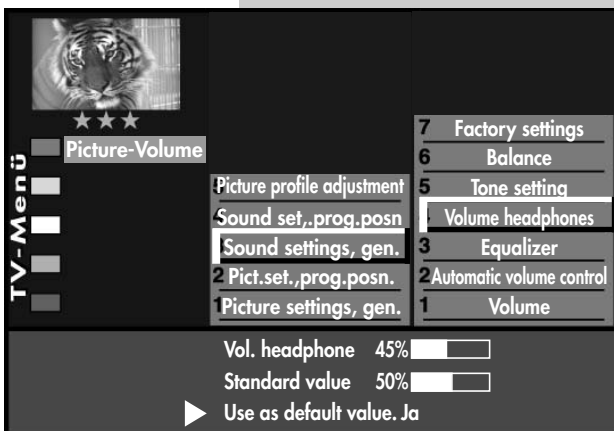 TV-Menü
Picture-Volume
5 Picture profile adjustment
4 Sound set,.prog.posn
Sound settings, gen.
2 Pict.set.,prog.posn.
1 Picture settings, gen.
7 Factory settings
6 Balance
5 Tone setting
Volume headphones
3 Equalizer
2 Automatic volume control
1 Volume
Vol. headphone 45%
Standard value 50%
Use as default value. Ja